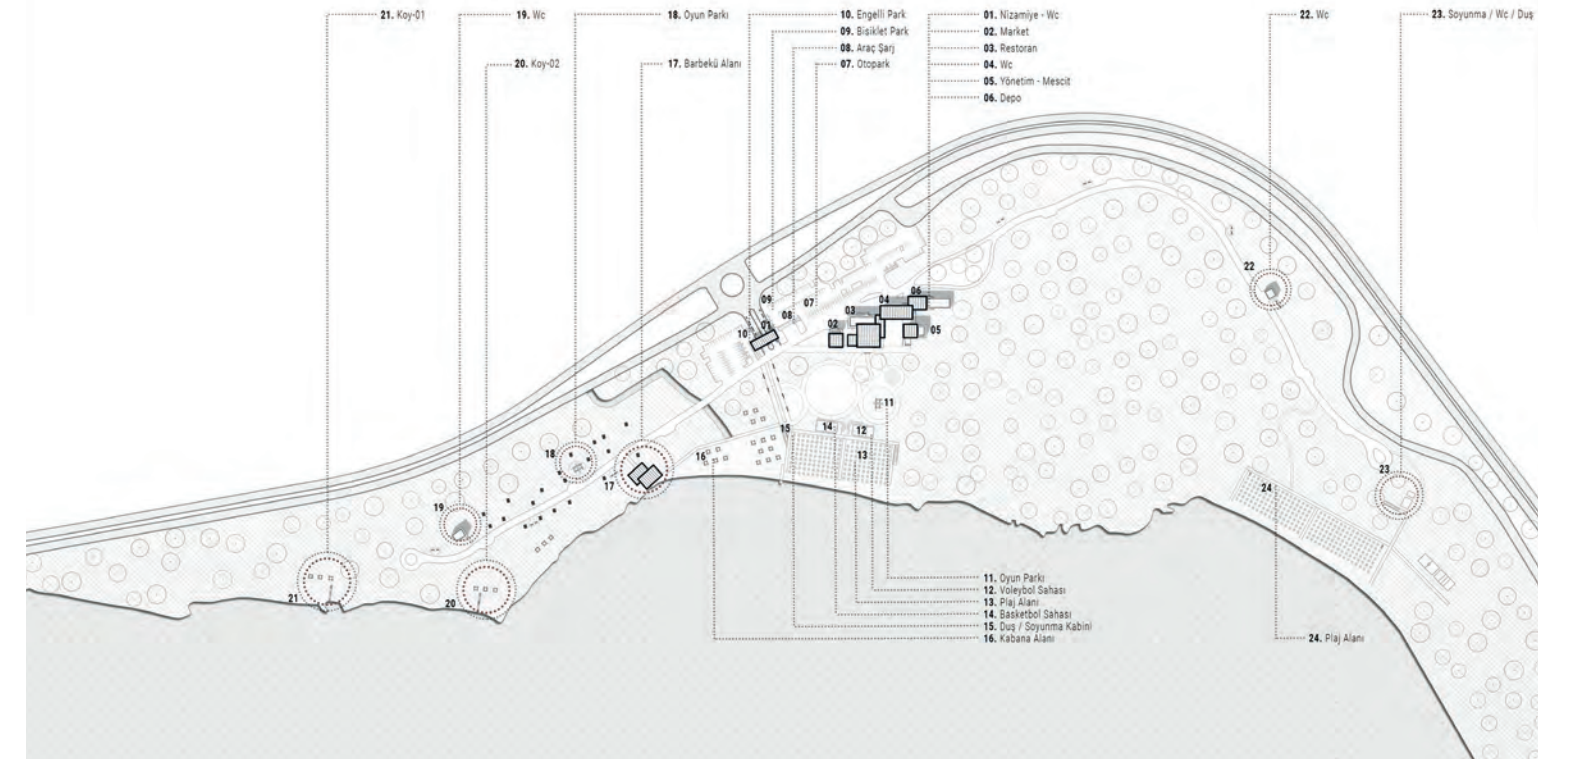 21. Koy-01
19. Wc
18. Oyun Parkı
10. Engelli Park
01. Nizamiye - Wc
22. Wc
23. Soyunma / Wc / Duş
09. Bisiklet Park
02. Market
08. Araç Şarj
03. Restoran
20. Koy-02
17. Barbekü Alanı
07. Otopark
04. Wc
05. Yönetim - Mescit
06. Depo
22
06
09
07
04
03
08
02
05
10
01
11
15
14
12
18
16
13
17
23
24
19
21
20
11. Oyun Parkı
12. Voleybol Sahası
13. Plaj Alanı
14. Basketbol Sahası
15. Duş / Soyunma Kabini
16. Kabana Alanı
24. Plaj Alanı